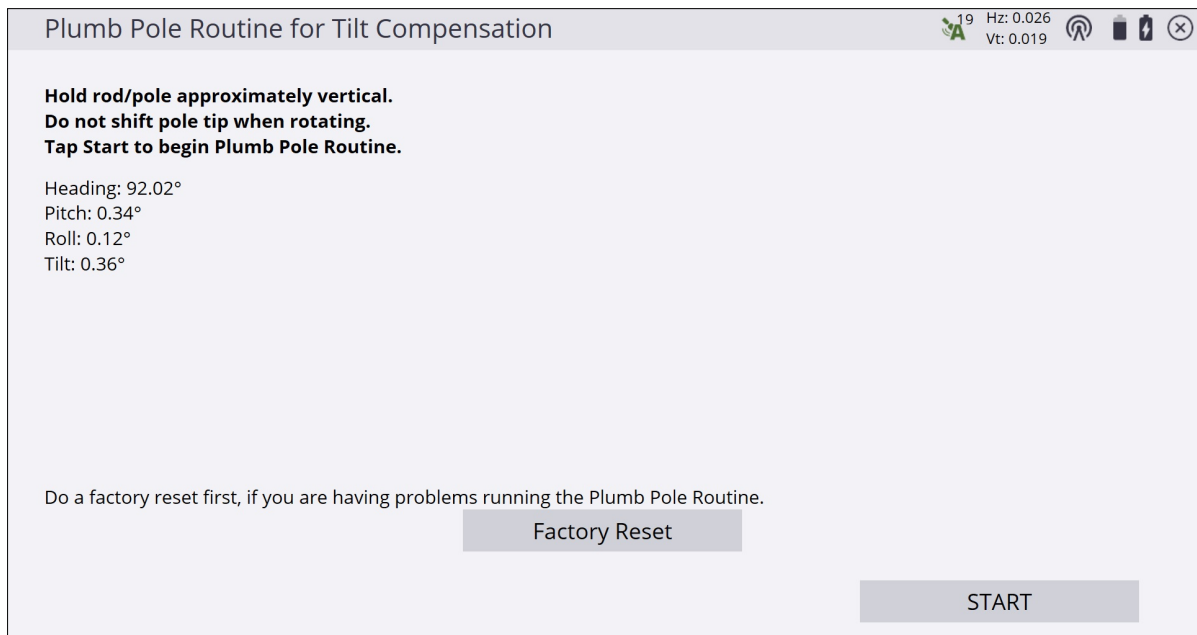 Plumb Pole Routine for Tilt Compensation
A 19 Hz: 0.026
Vt: 0.019
Hold rod/pole approximately vertical.
Do not shift pole tip when rotating.
Tap Start to begin Plumb Pole Routine.
Heading: 92.02°
Pitch: 0.34°
Roll: 0.12°
Tilt: 0.36°
Do a factory reset first, if you are having problems running the Plumb Pole Routine.
Factory Reset
START